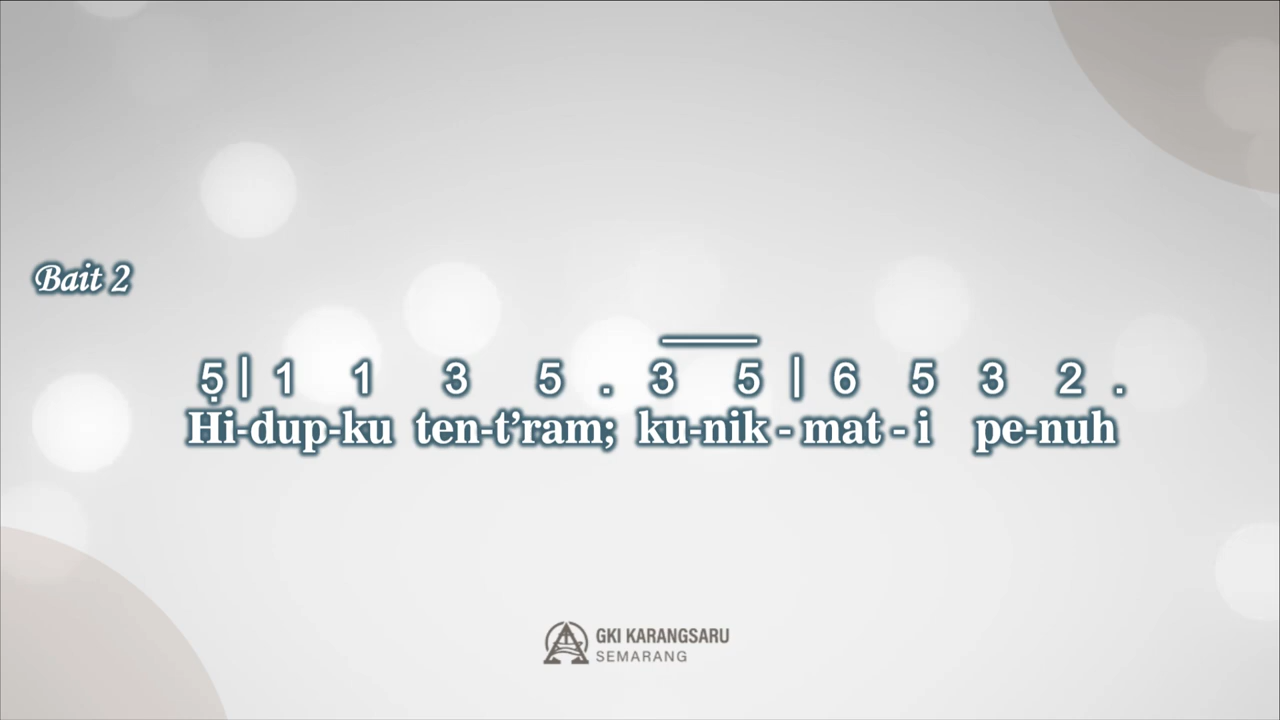 Bait 2
5̣ | 1 1 3 5 . 3 5 | 6 5 3 2 .
Hi-dup-ku ten-t’ram; ku-nik - mat - i pe-nuh
GKI KARANGSARU
SEMARANG